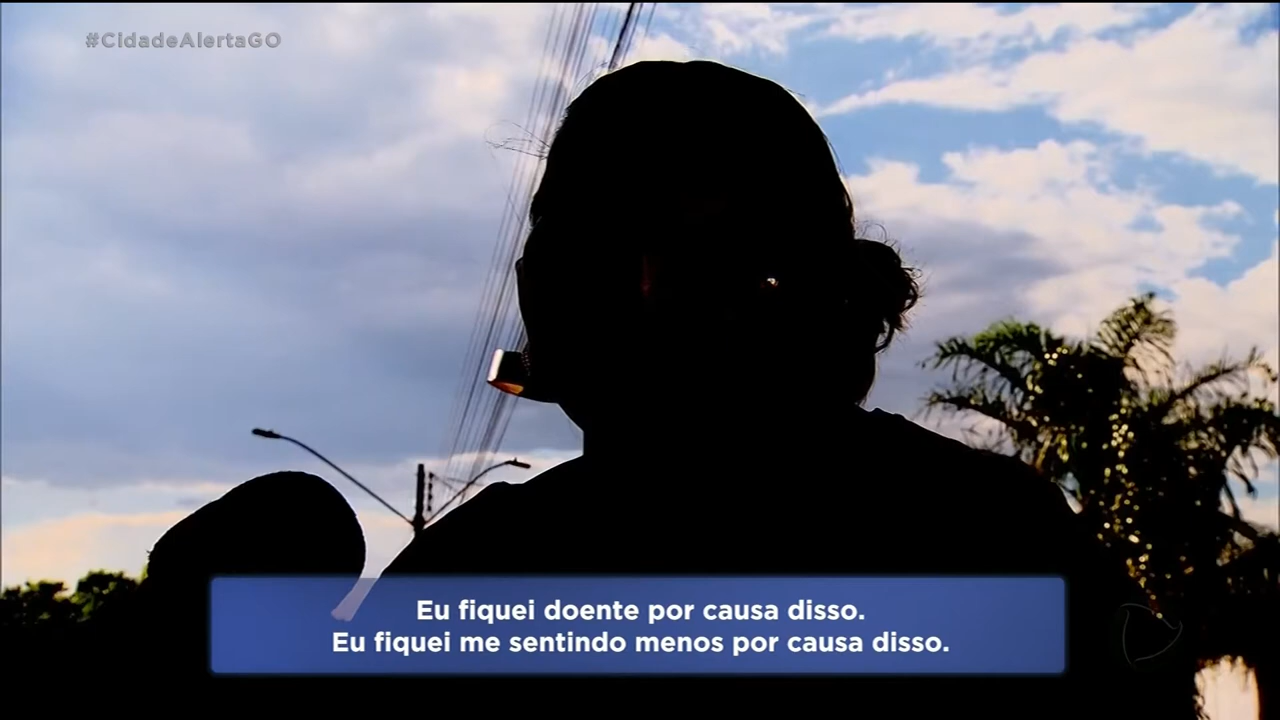 #CidadeAlertaGO
Eu fiquei doente por causa disso.
Eu fiquei me sentindo menos por causa disso.